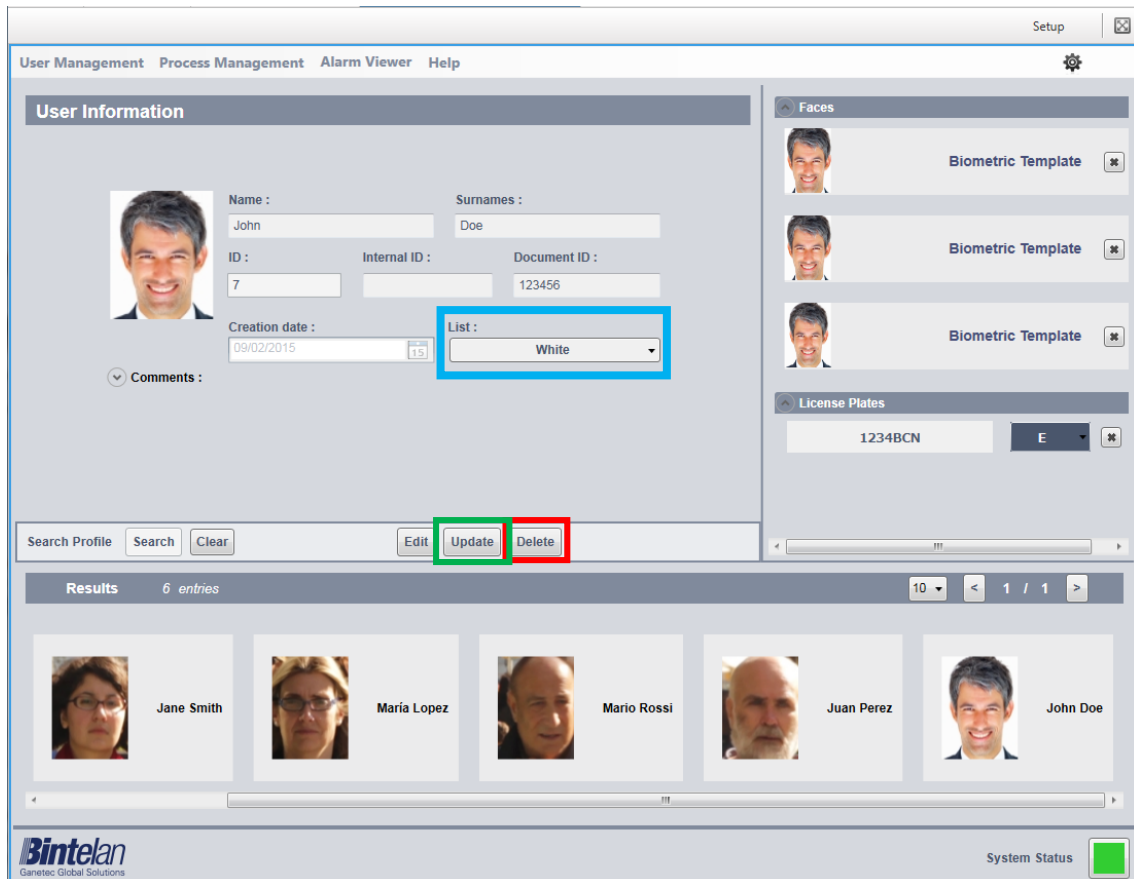 Setup
User Management Process Management Alarm Viewer Help
User Information
Name :
Surnames :
John
Doe
ID :
Internal ID :
Document ID :
7
123456
Creation date :
List :
09/02/2015
15
White
Comments :
Faces
Biometric Template
Biometric Template
Biometric Template
License Plates
1234BCN
E
Search Profile Search Clear Edit Update Delete
Results 6 entries 10 < 1 / 1 >
Jane Smith
María Lopez
Mario Rossi
Juan Perez
John Doe
Bintelan
Ganetec Global Solutions
System Status